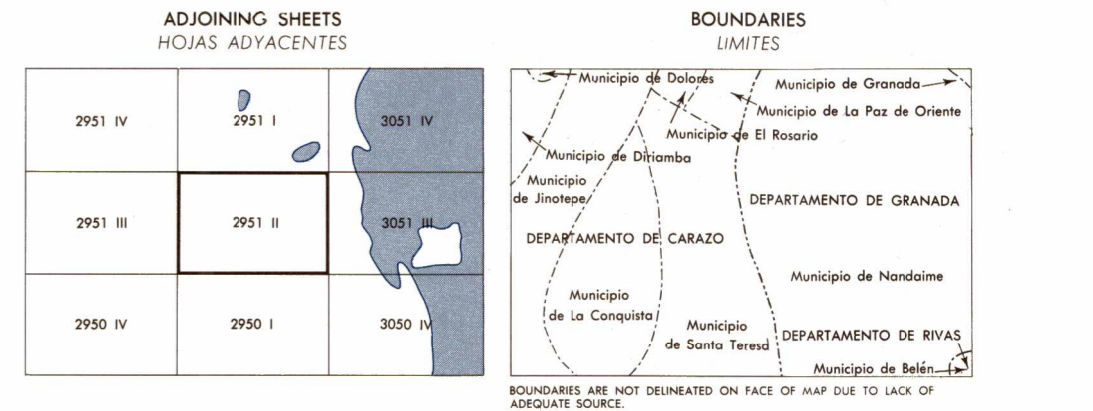 ADJOINING SHEETS
HOJAS ADYACENTES
2951 IV
2951 I
3051 IV
2951 III
2951 II
3051 III
2950 IV
2950 I
3050 IV
BOUNDARIES
LIMITES
Municipio de Dolores
Municipio de Granada
Municipio de La Paz de Oriente
Municipio de El Rosario
Municipio de Diriamba
Municipio
de Jinotepe
DEPARTAMENTO DE GRANADA
DEPARTAMENTO DE CARAZO
Municipio de Nandaime
Municipio
de La Conquista
Municipio
de Santa Teresa
DEPARTAMENTO DE RIVAS
Municipio de Belén
BOUNDARIES ARE NOT DELINEATED ON FACE OF MAP DUE TO LACK OF
ADEQUATE SOURCE.